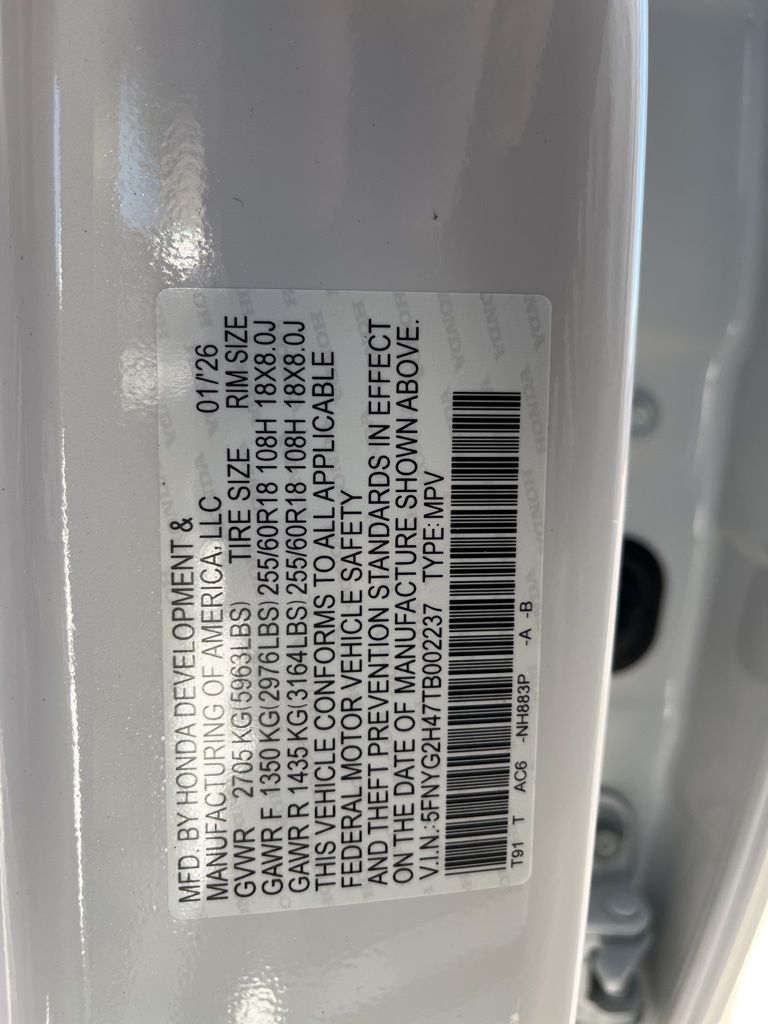 MFD. BY HONDA DEVELOPMENT &
MANUFACTURING OF AMERICA, LLC 01/'26
GVWR 2705 KG(5963LBS) TIRE SIZE RIM SIZE
GAWR F 1350 KG(2976LBS) 255/60R18 108H 18X8.0J
GAWR R 1435 KG(3164LBS) 255/60R18 108H 18X8.0J
THIS VEHICLE CONFORMS TO ALL APPLICABLE
FEDERAL MOTOR VEHICLE SAFETY
AND THEFT PREVENTION STANDARDS IN EFFECT
ON THE DATE OF MANUFACTURE SHOWN ABOVE.
V.I.N.:5FNYG2H47TB002237 TYPE:MPV
T91 T AC6 -NH883P -A -B